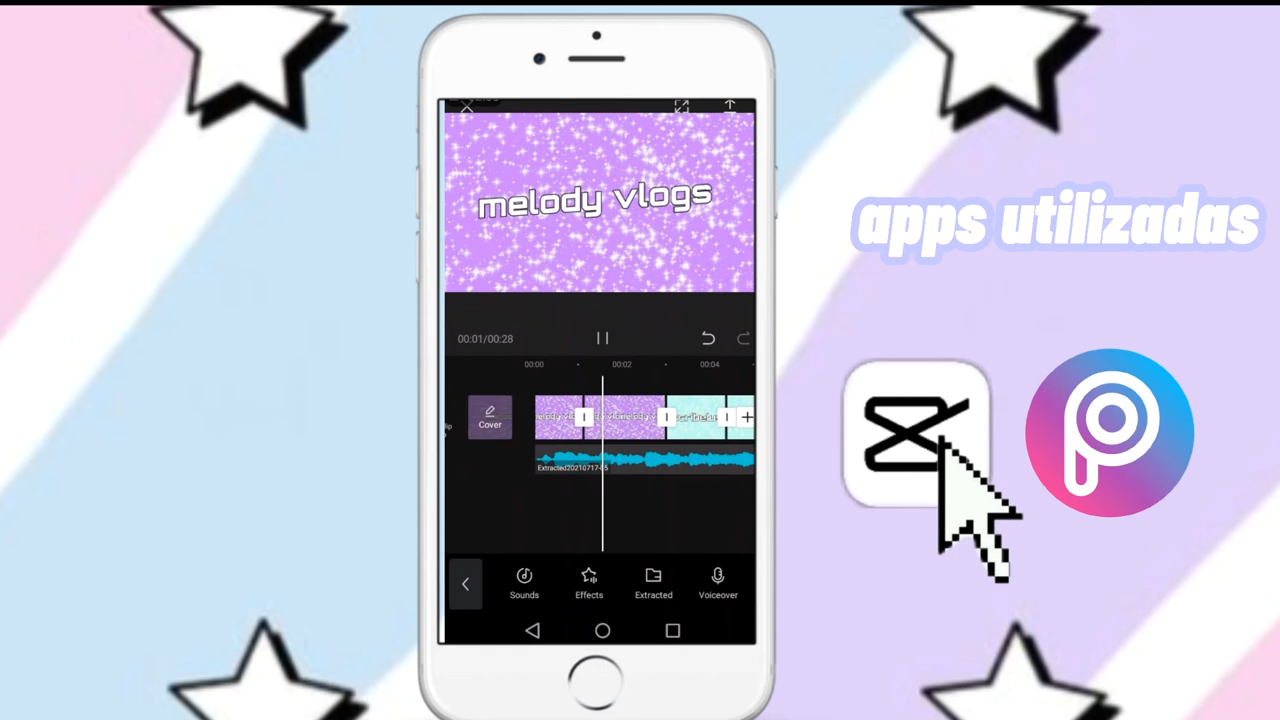 melody vlogs
apps utilizadas
00:01/00:28
00:00
00:02
00:04
Cover
Sounds
Effects
Extracted
Voiceover